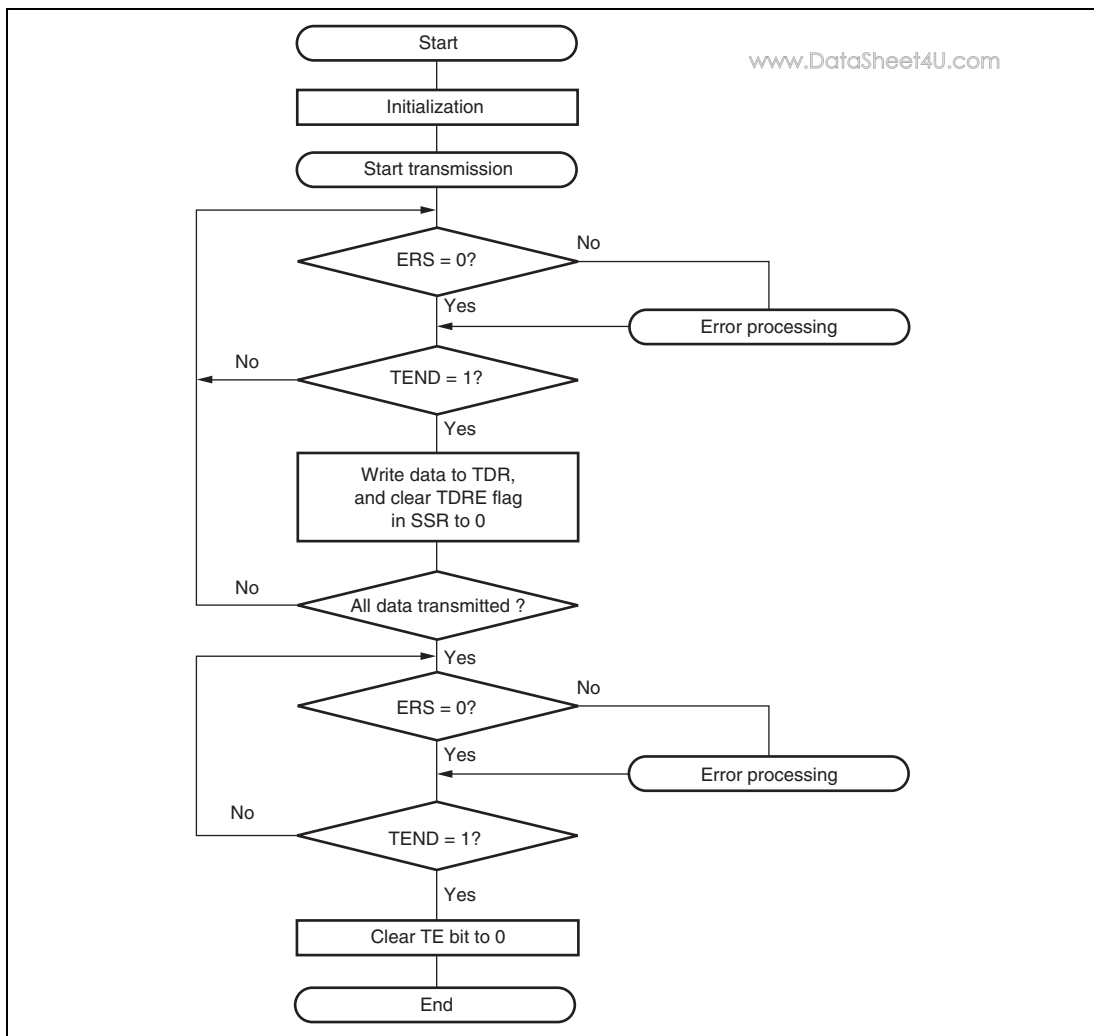 Start
www.DataSheet4U.com
Initialization
Start transmission
ERS = 0?
No
Yes
Error processing
No
TEND = 1?
Yes
Write data to TDR,
and clear TDRE flag
in SSR to 0
No
All data transmitted ?
Yes
ERS = 0?
No
Yes
Error processing
No
TEND = 1?
Yes
Clear TE bit to 0
End